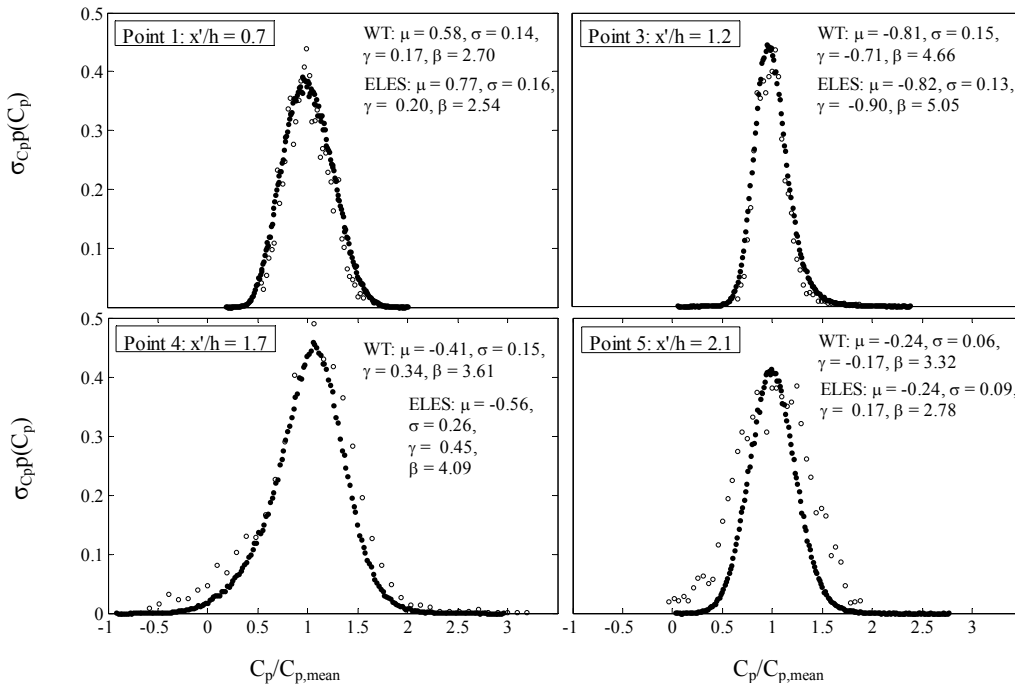 Point 1: x'/h = 0.7
WT: μ = 0.58, σ = 0.14,
γ = 0.17, β = 2.70
ELES: μ = 0.77, σ = 0.16,
γ = 0.20, β = 2.54
0.5
0.4
0.3
0.2
0.1
σCpp(Cp)
Point 3: x'/h = 1.2
WT: μ = -0.81, σ = 0.15,
γ = -0.71, β = 4.66
ELES: μ = -0.82, σ = 0.13,
γ = -0.90, β = 5.05
Point 4: x'/h = 1.7
WT: μ = -0.41, σ = 0.15,
γ = 0.34, β = 3.61
ELES: μ = -0.56,
σ = 0.26,
γ = 0.45,
β = 4.09
0.5
0.4
0.3
0.2
0.1
0
σCpp(Cp)
-1 -0.5 0 0.5 1 1.5 2 2.5 3
Cp/Cp,mean
Point 5: x'/h = 2.1
WT: μ = -0.24, σ = 0.06,
γ = -0.17, β = 3.32
ELES: μ = -0.24, σ = 0.09,
γ = 0.17, β = 2.78
-1 -0.5 0 0.5 1 1.5 2 2.5 3
Cp/Cp,mean